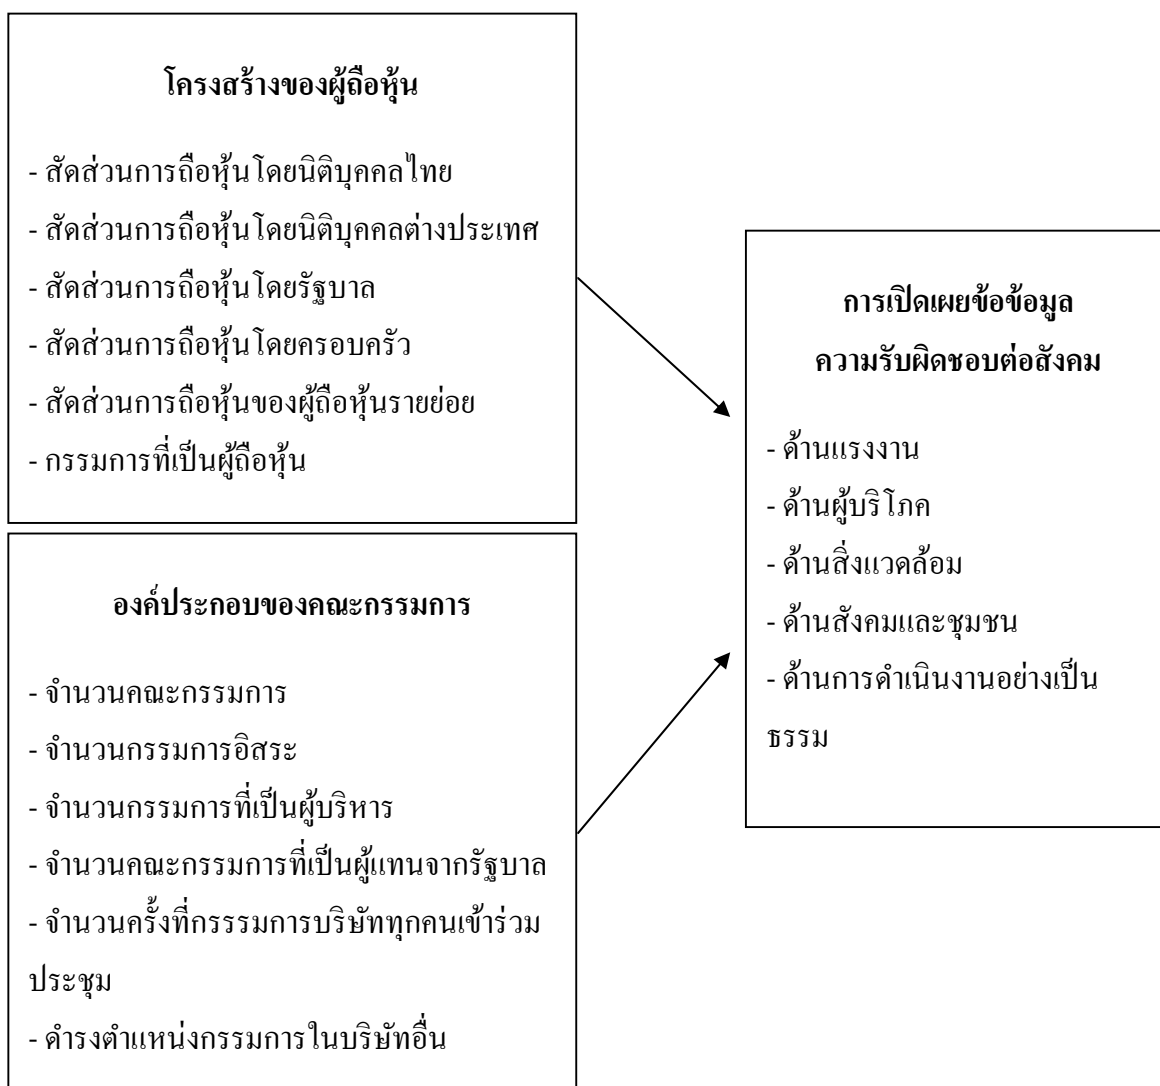 โครงสร้างของผู้ถือหุ้น
- สัดส่วนการถือหุ้นโดยนิติบุคคลไทย
- สัดส่วนการถือหุ้นโดยนิติบุคคลต่างประเทศ
- สัดส่วนการถือหุ้นโดยรัฐบาล
- สัดส่วนการถือหุ้นโดยครอบครัว
- สัดส่วนการถือหุ้นของผู้ถือหุ้นรายย่อย
- กรรมการที่เป็นผู้ถือหุ้น
องค์ประกอบของคณะกรรมการ
- จำนวนคณะกรรมการ
- จำนวนกรรมการอิสระ
- จำนวนกรรมการที่เป็นผู้บริหาร
- จำนวนคณะกรรมการที่เป็นผู้แทนจากรัฐบาล
- จำนวนครั้งที่กรรรมการบริษัททุกคนเข้าร่วม
ประชุม
- ดำรงตำแหน่งกรรมการในบริษัทอื่น
การเปิดเผยข้อข้อมูล
ความรับผิดชอบต่อสังคม
- ด้านแรงงาน
- ด้านผู้บริโภค
- ด้านสิ่งแวดล้อม
- ด้านสังคมและชุมชน
- ด้านการดำเนินงานอย่างเป็น
ธรรม